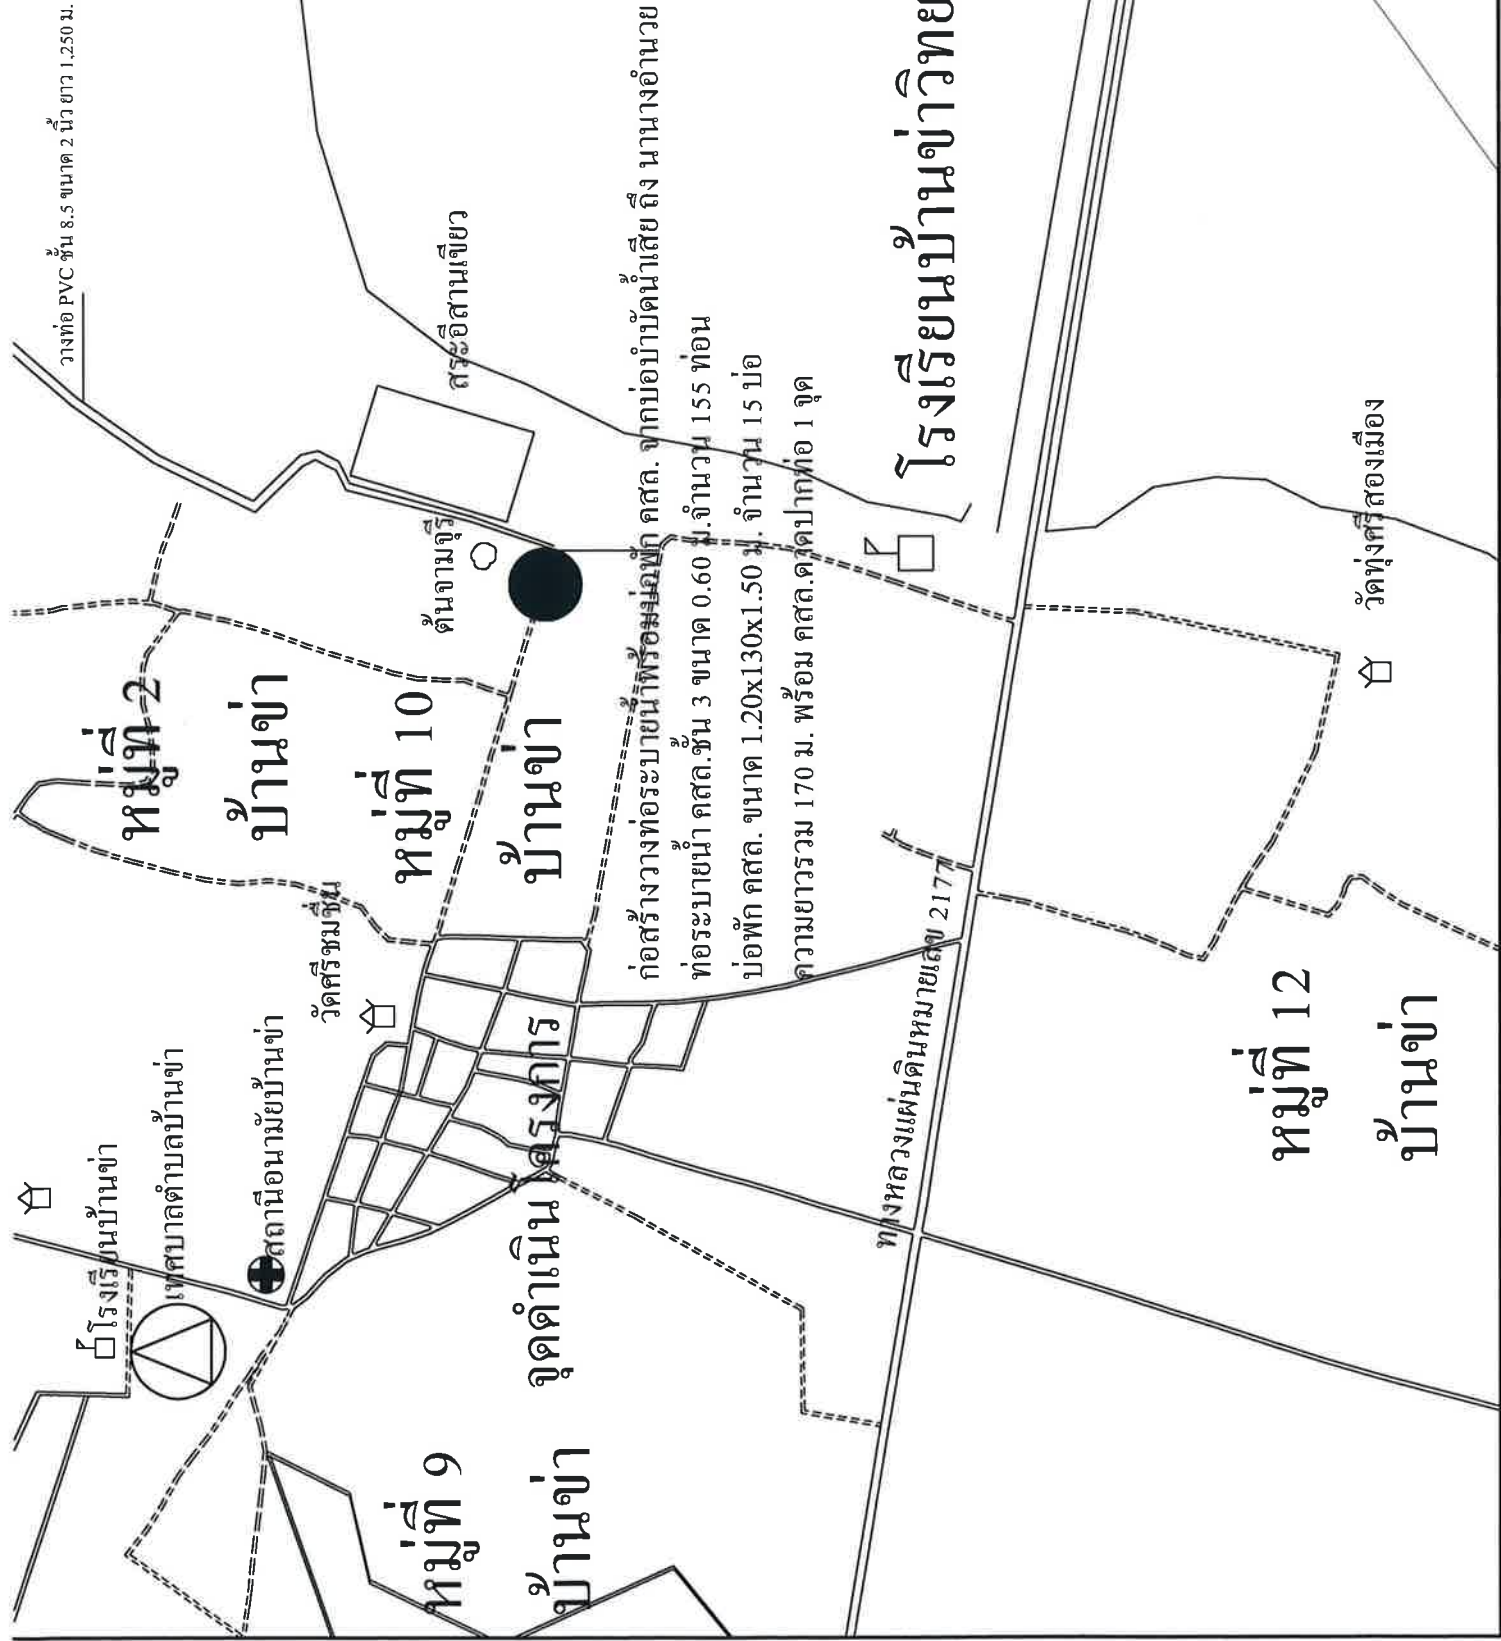 วางท่อ PVC ชั้น 8.5 ขนาด 2 นิ้ว ยาว 1,250 ม.
สระอีสานเขียว
ต้นจามจุรี
หมู่ที่ 2
บ้านข่า
หมู่ที่ 10
บ้านข่า
วัดศรีชมชื่น
สถานีอนามัยบ้านข่า
เทศบาลตำบลบ้านข่า
โรงเรียนบ้านข่า
ก่อสร้างวางท่อระบายน้ำพร้อมบ่อพัก คสล. จากบ่อบำบัดน้ำเสีย ถึง นานางอำนวย
ท่อระบายน้ำ คสล.ชั้น 3 ขนาด 0.60 ม.จำนวน 155 ท่อน
บ่อพัก คสล. ขนาด 1.20x130x1.50 ม. จำนวน 15 บ่อ
ความยาวรวม 170 ม. พร้อม คสล.ดาดปากท่อ 1 จุด
โรงเรียนบ้านข่าวิทย
จุดดำเนินโครงการ
หมู่ที่ 9
บ้านข่า
ทางหลวงแผ่นดินหมายเลข 2177
วัดทุ่งศรีสองเมือง
หมู่ที่ 12
บ้านข่า